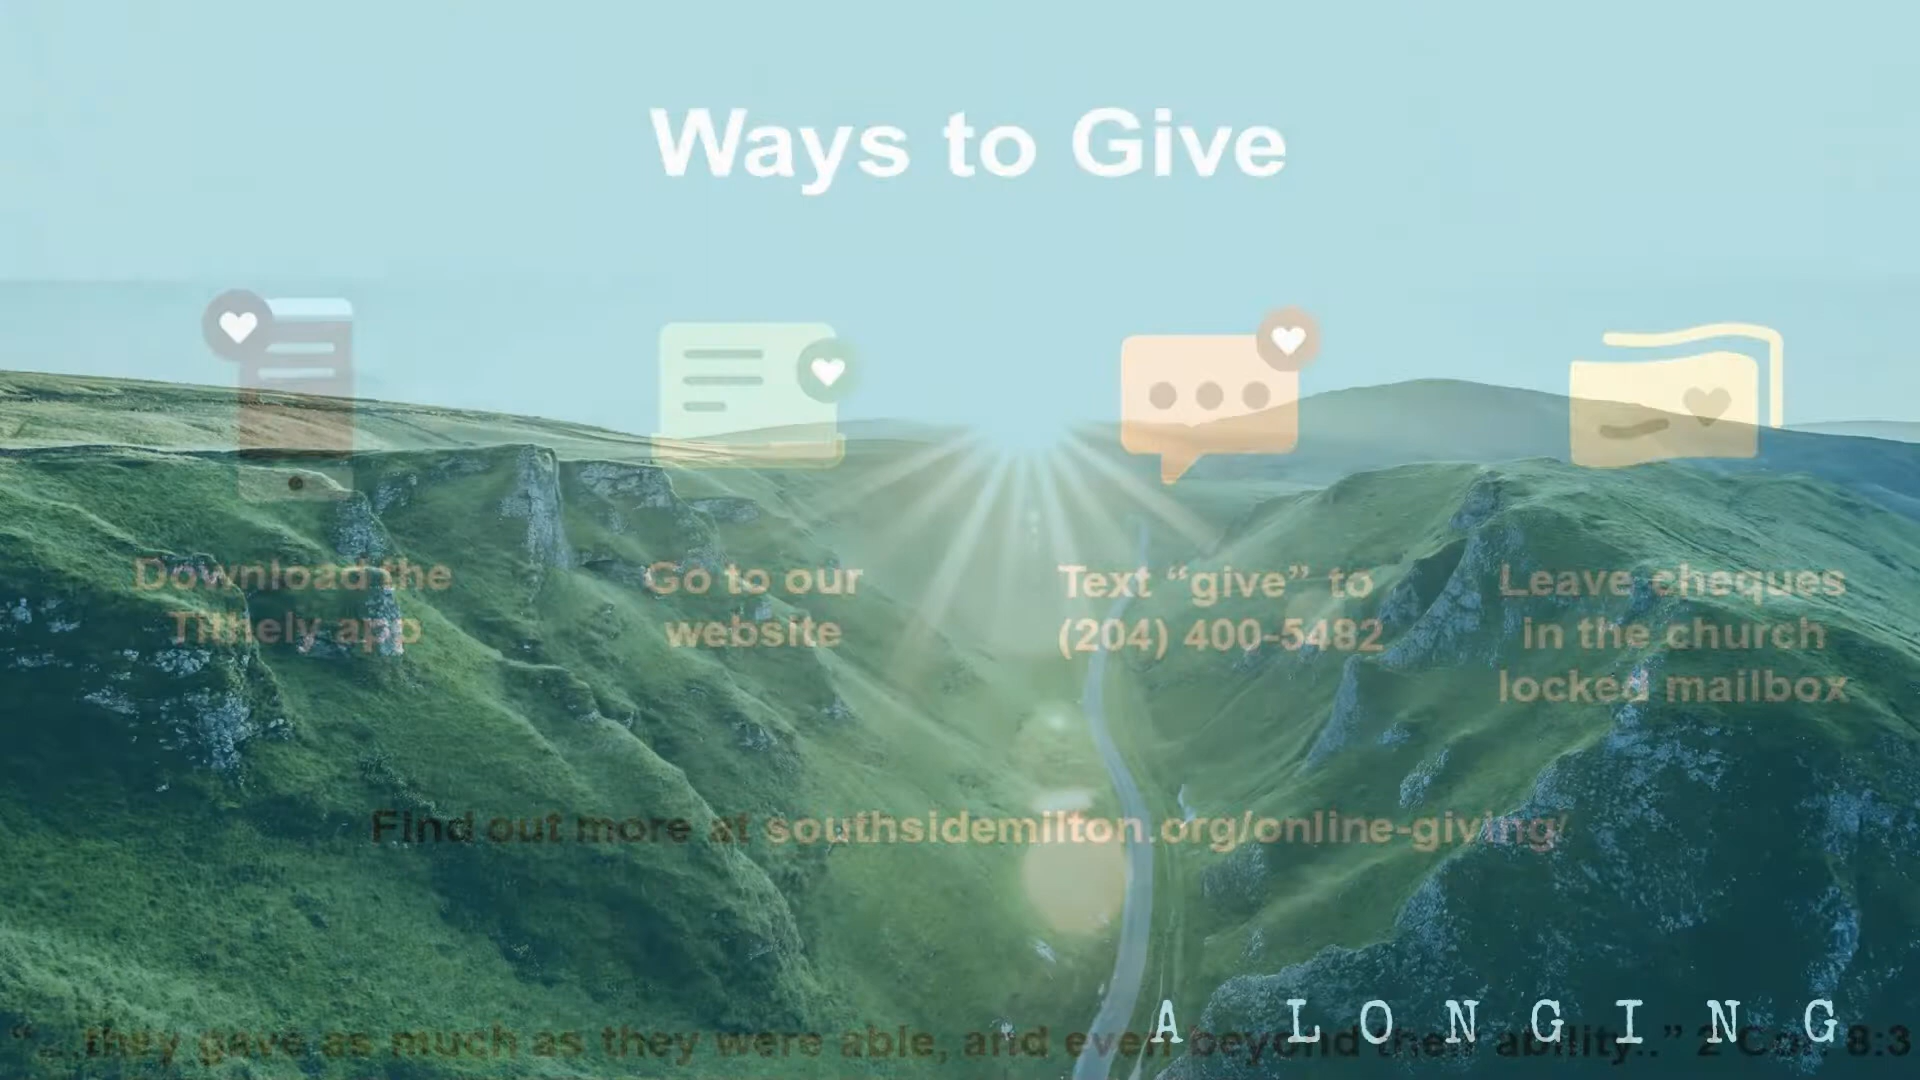 Ways to Give
Download the
Tithely app
Go to our
website
Text “give” to
(204) 400-5482
Leave cheques
in the church
locked mailbox
Find out more at southsidemilton.org/online-giving/
“...they gave as much as they were able, and even beyond their ability..” 2 Cor. 8:3
A LONGING